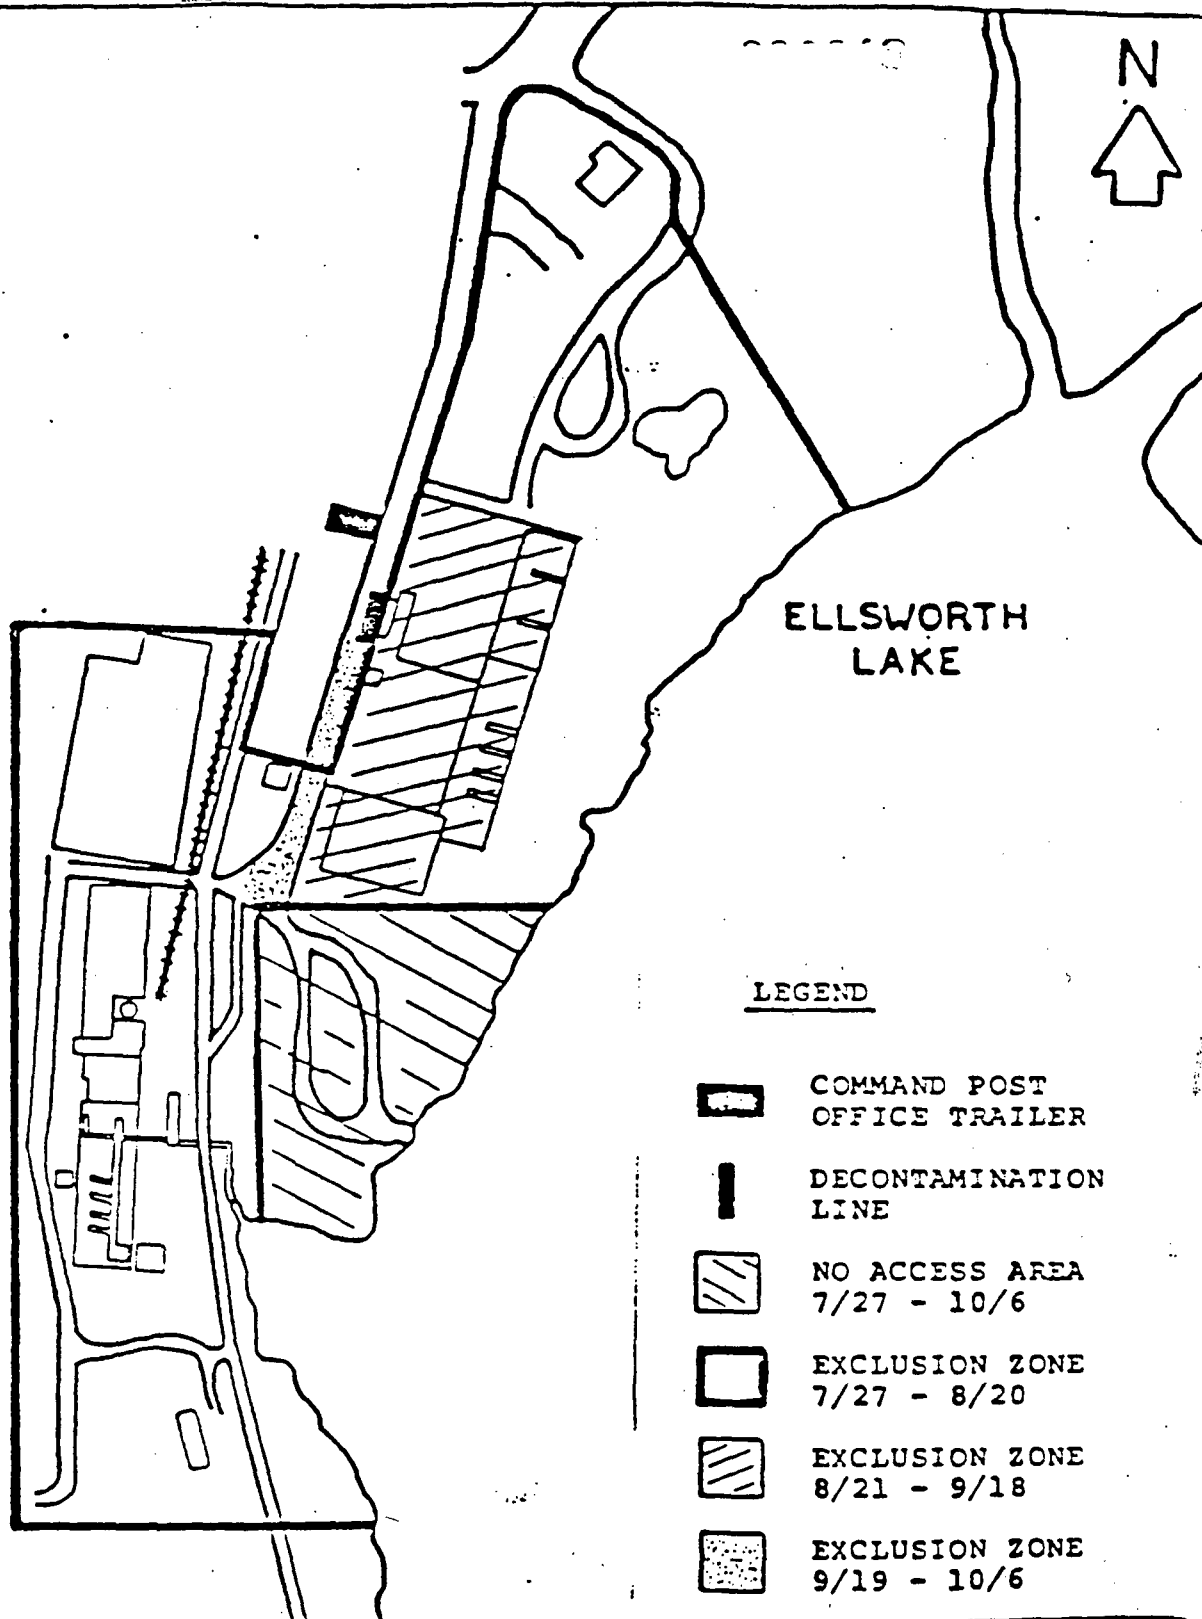 N
ELLSWORTH
LAKE
LEGEND
COMMAND POST
OFFICE TRAILER
DECONTAMINATION
LINE
NO ACCESS AREA
7/27 - 10/6
EXCLUSION ZONE
7/27 - 8/20
EXCLUSION ZONE
8/21 - 9/18
EXCLUSION ZONE
9/19 - 10/6